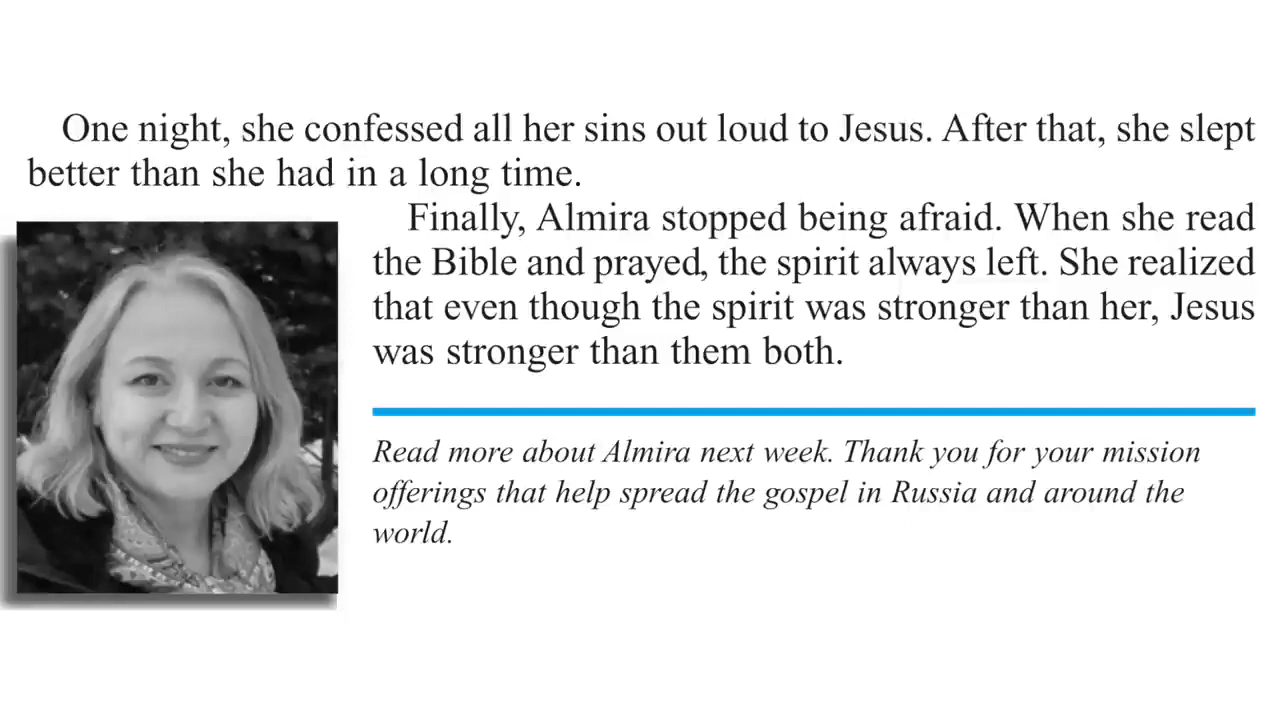 One night, she confessed all her sins out loud to Jesus. After that, she slept
better than she had in a long time.
Finally, Almira stopped being afraid. When she read
the Bible and prayed, the spirit always left. She realized
that even though the spirit was stronger than her, Jesus
was stronger than them both.
Read more about Almira next week. Thank you for your mission
offerings that help spread the gospel in Russia and around the
world.